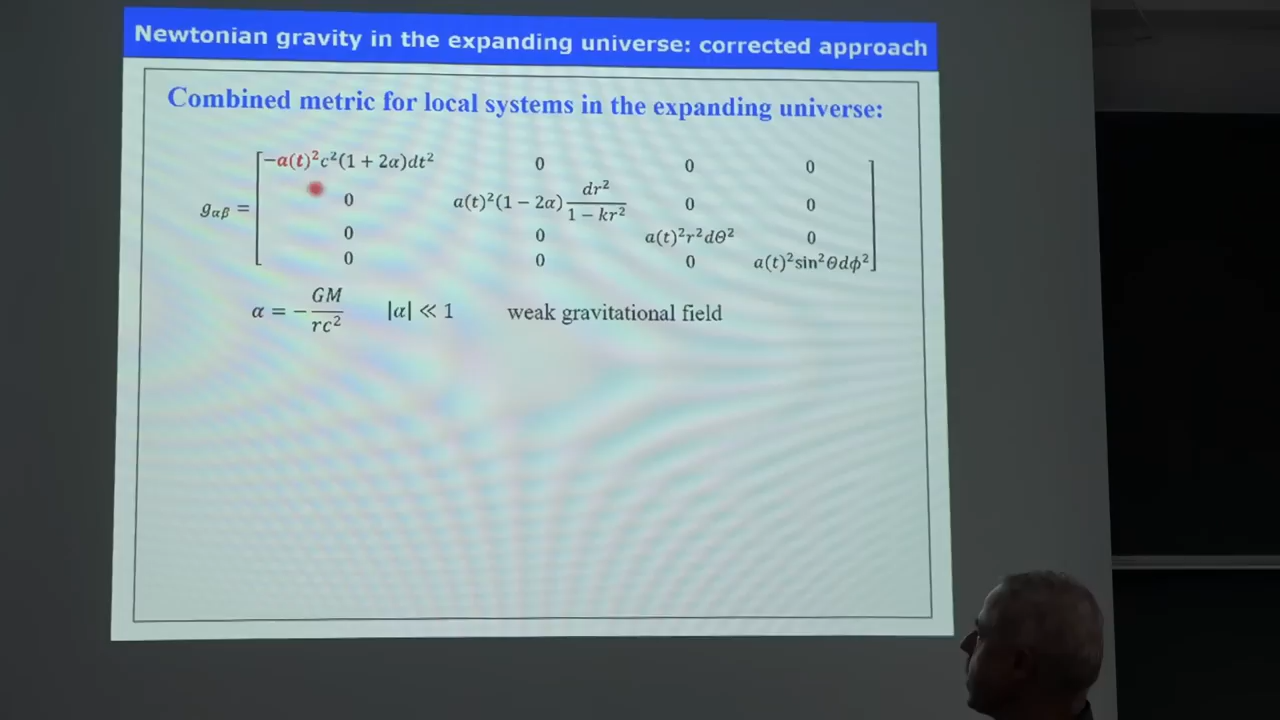 Newtonian gravity in the expanding universe: corrected approach
Combined metric for local systems in the expanding universe:
g_{αβ} = [−a(t)²c²(1 + 2α)dt² 0 0 0
0 a(t)²(1 − 2α) dr²/(1 − kr²) 0 0
0 0 a(t)²r²dΘ² 0
0 0 0 a(t)²sin²Θdϕ²]
α = − GM/rc² |α| ≪ 1 weak gravitational field